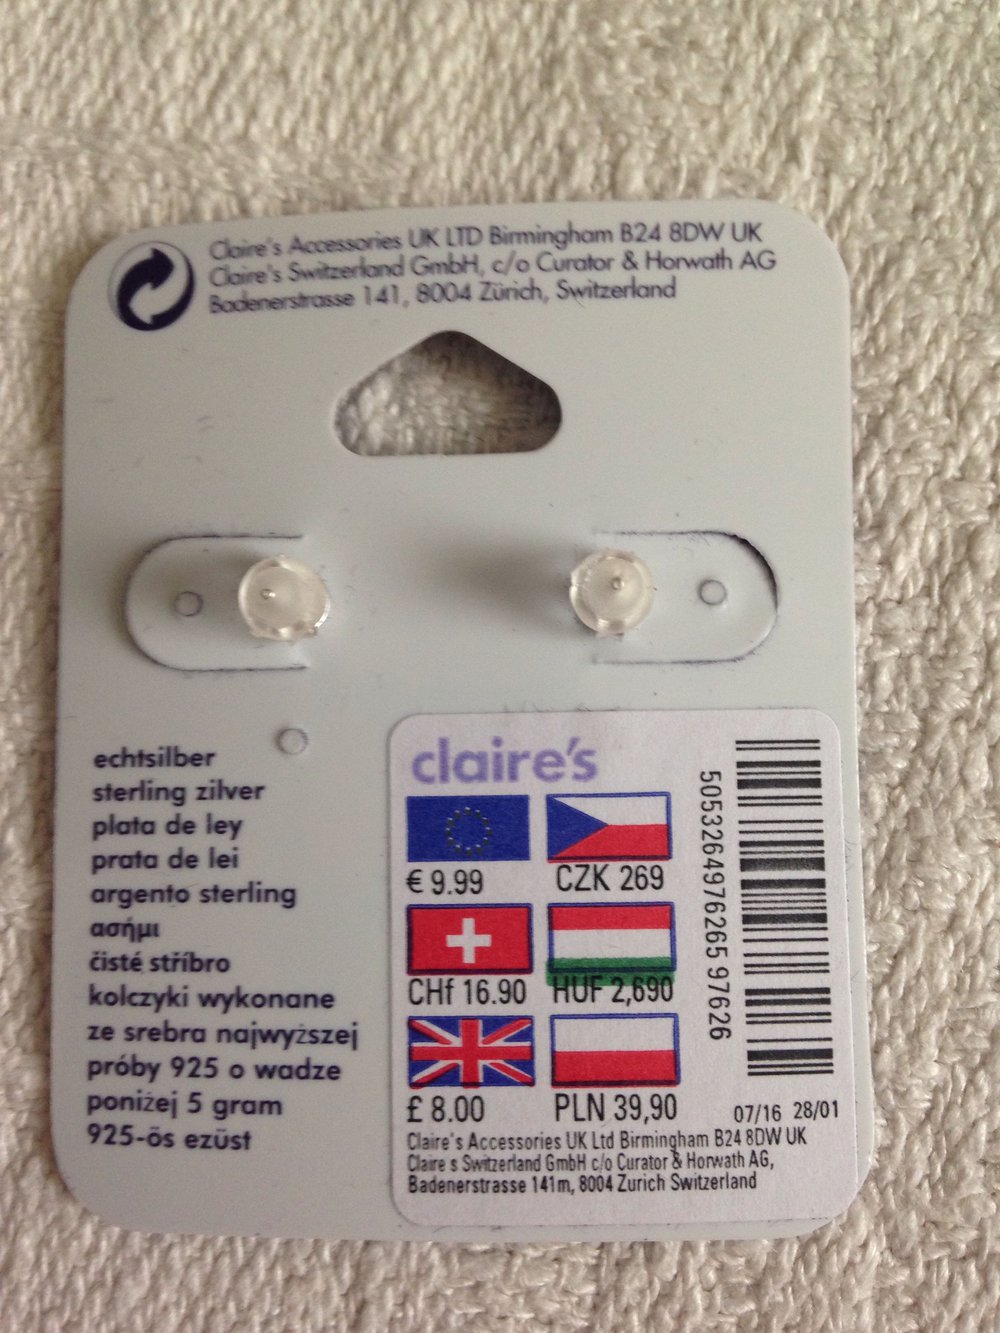 Claire's Accessories UK LTD Birmingham B24 8DW UK
Claire's Switzerland GmbH, c/o Curator & Horwath AG
Badenerstrasse 141, 8004 Zürich, Switzerland
echtsilber
sterling zilver
plata de ley
prata de lei
argento sterling
ασήμι
čisté stříbro
kolczyki wykonane
ze srebra najwyższej
próby 925 o wadze
poniżej 5 gram
925-ös ezüst
claire's
€ 9.99 CZK 269
CHf 16.90 HUF 2,690
£ 8.00 PLN 39,90
5053264976265 97626
07/16 28/01
Claire's Accessories UK Ltd Birmingham B24 8DW UK
Claire s Switzerland GmbH c/o Curator & Horwath AG,
Badenerstrasse 141m, 8004 Zurich Switzerland